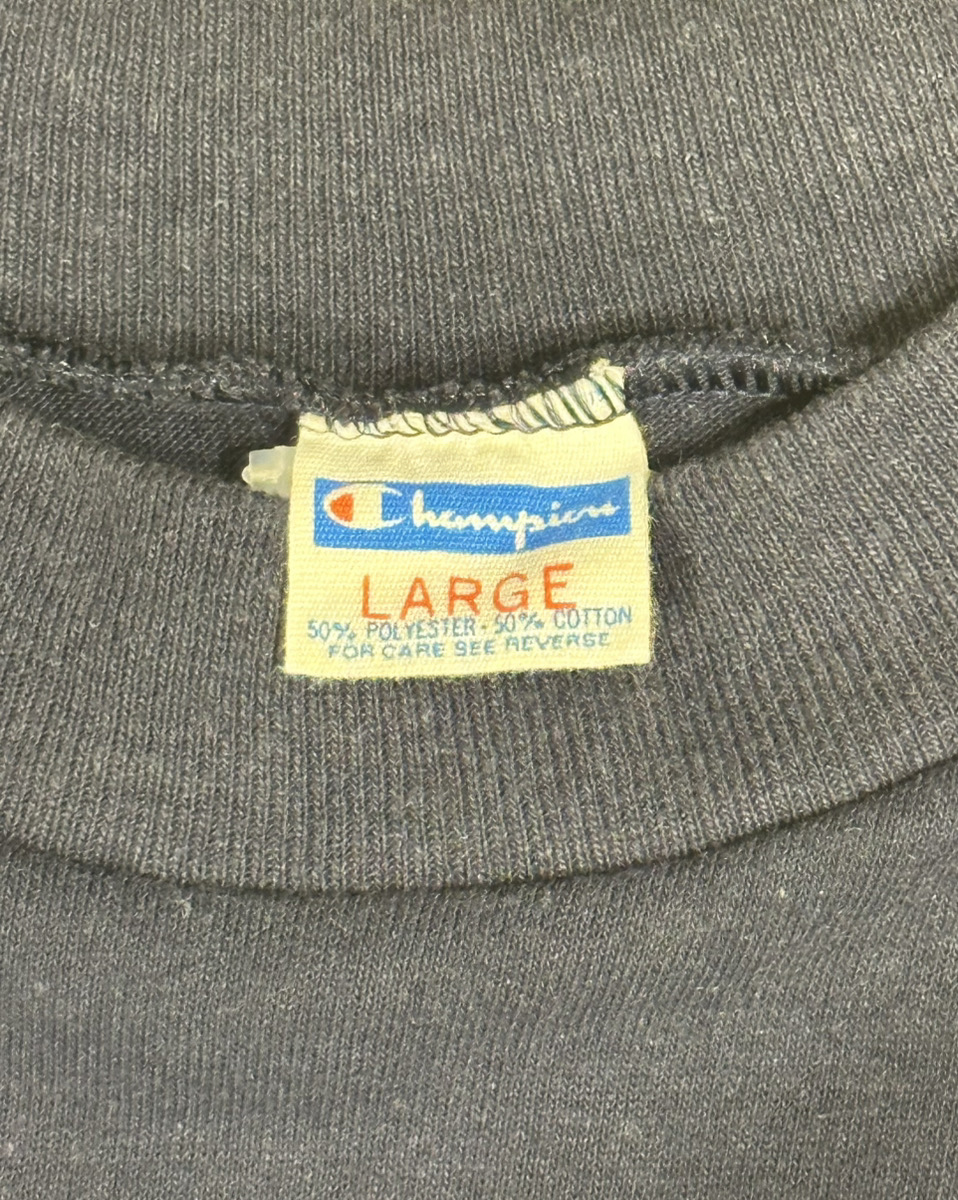 Champion
LARGE
50% POLYESTER - 50% COTTON
FOR CARE SEE REVERSE